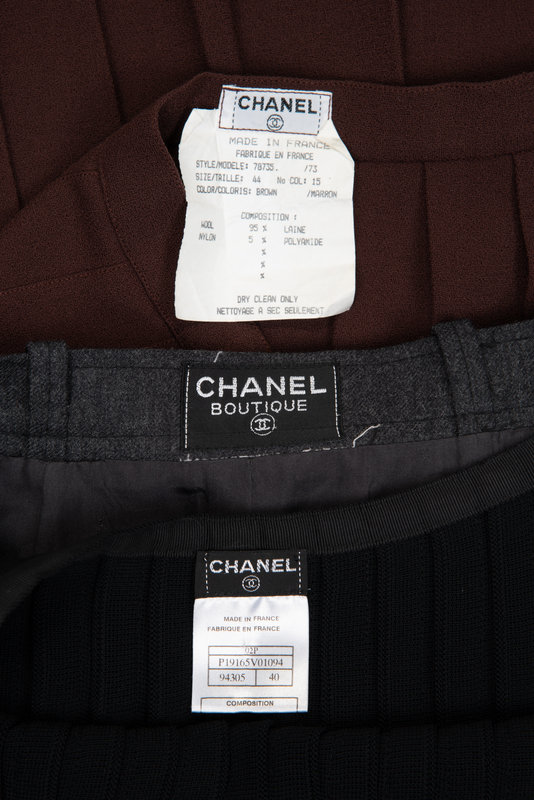 CHANEL
MADE IN FRANCE
FABRIQUE EN FRANCE
STYLE/MODELE: 78735. /73
SIZE/TAILLE: 44 No COL: 15
COLOR/COLORIS: BROWN /MARRON
COMPOSITION :
WOOL 95 % LAINE
NYLON 5 % POLYAMIDE
%
%
%
DRY CLEAN ONLY
NETTOYAGE A SEC SEULEMENT
CHANEL
BOUTIQUE
CHANEL
MADE IN FRANCE
FABRIQUE EN FRANCE
02P
P19165V01094
94305 40
COMPOSITION